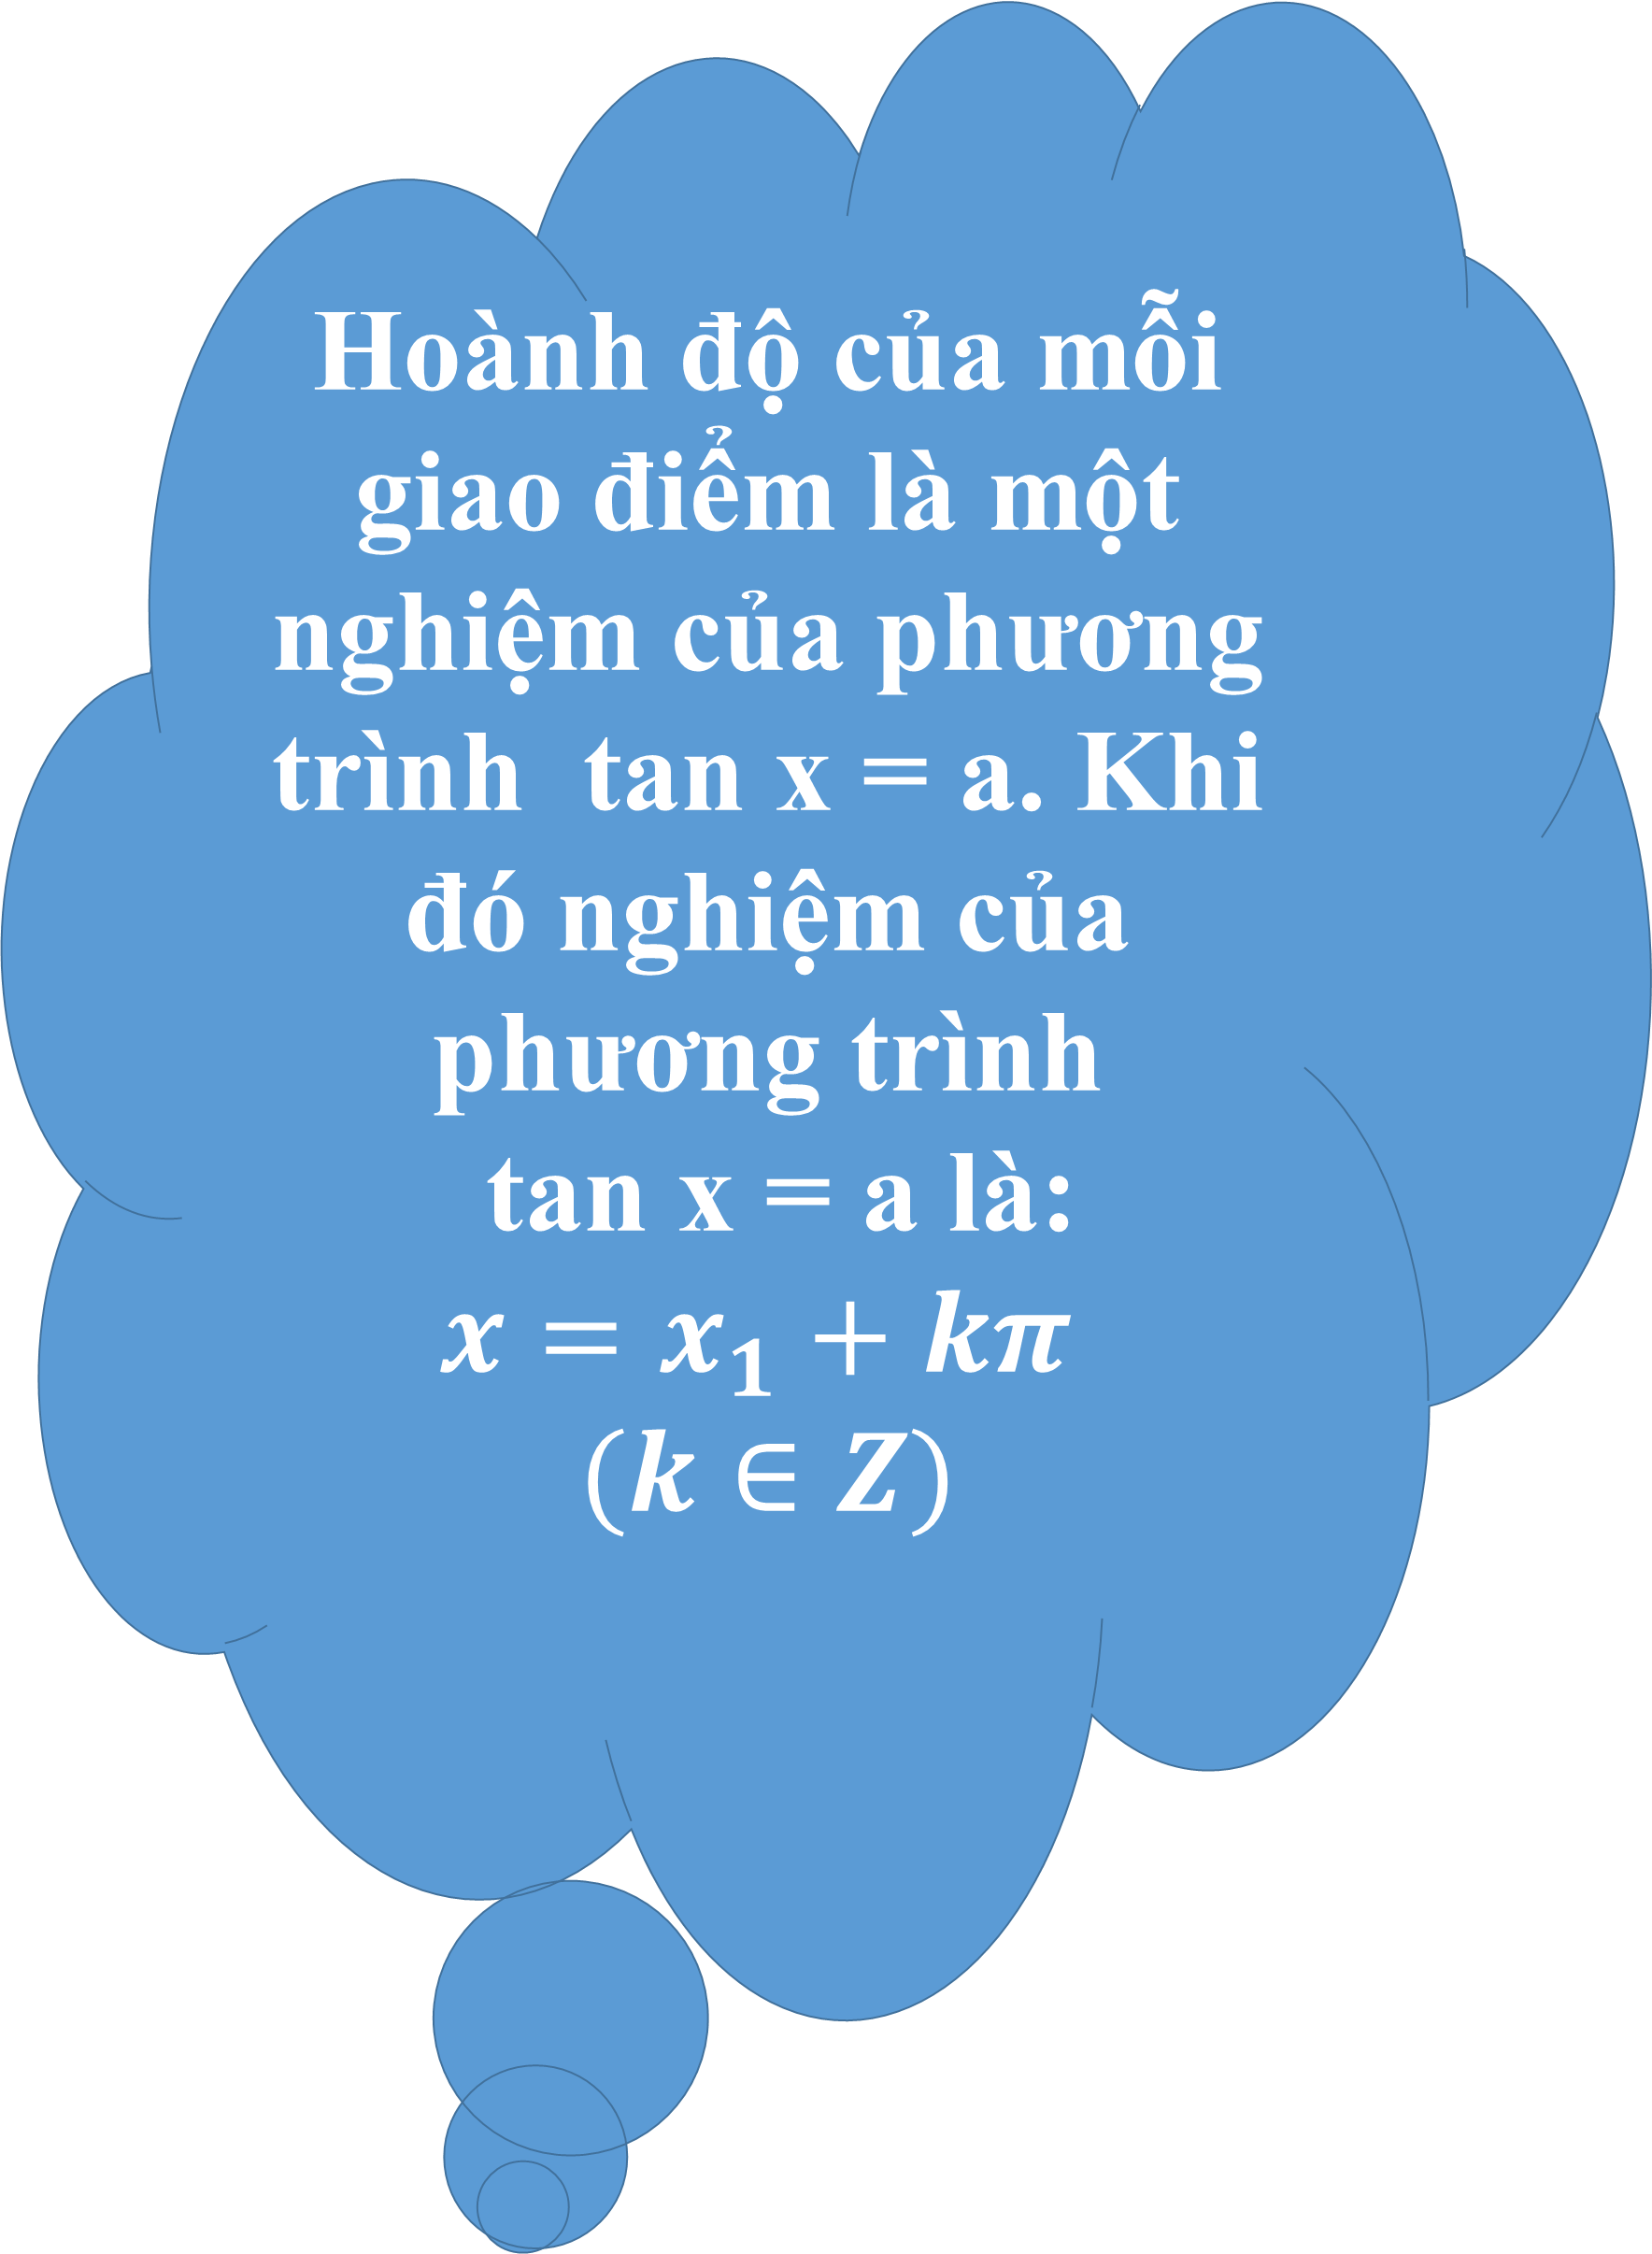 Hoành độ của mỗi
giao điểm là một
nghiệm của phương
trình  tan x = a. Khi
đó nghiệm của
phương trình
tan x = a là:
𝒙 = 𝒙₁ + 𝒌𝝅
(𝒌 ∈ 𝒁)